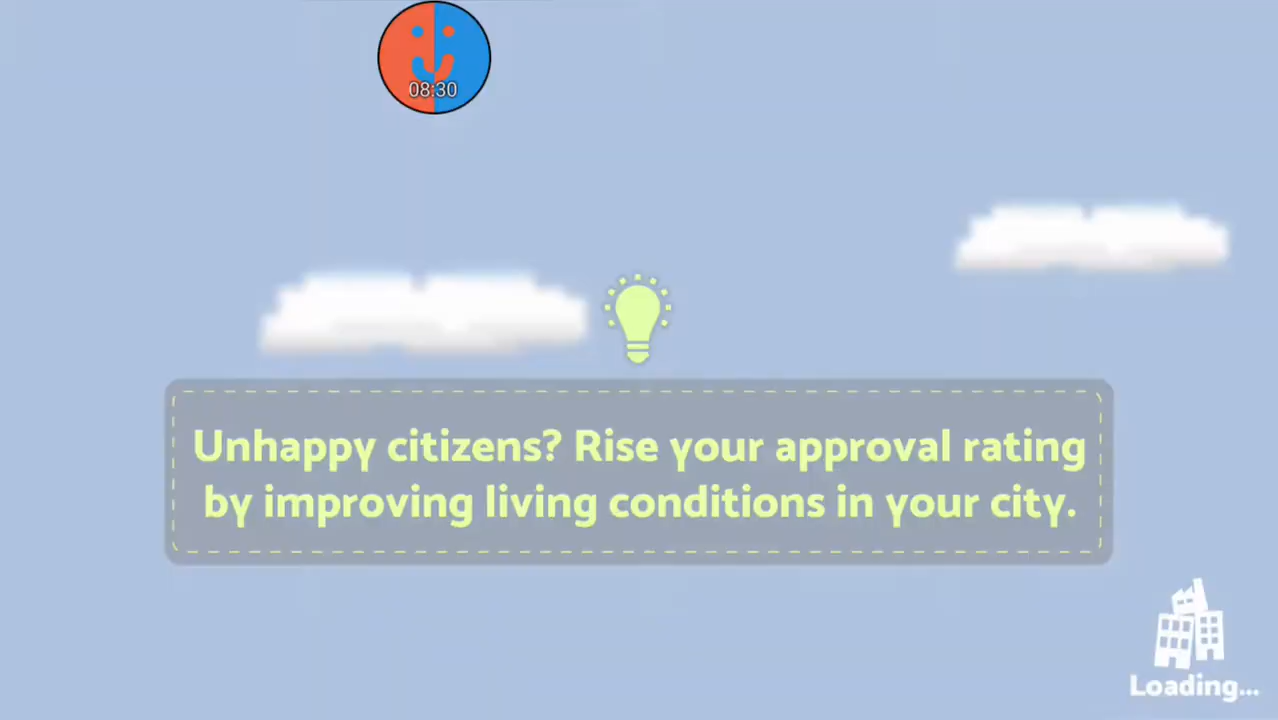 08:30
Unhappy citizens? Rise your approval rating
by improving living conditions in your city.
Loading...